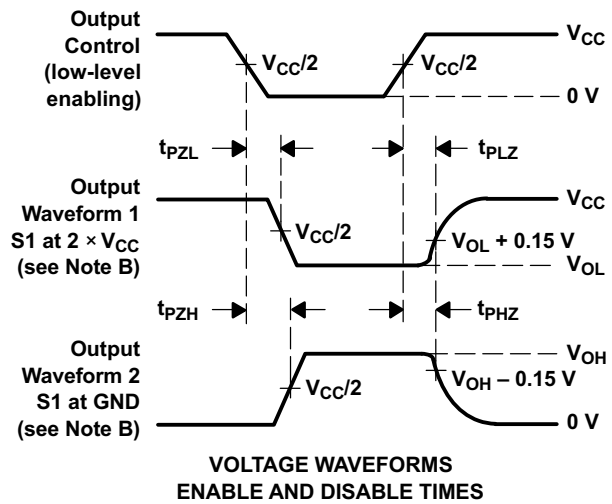 Output
Control
(low-level
enabling)
VCC/2
VCC/2
VCC
0 V
tPZL
tPLZ
Output
Waveform 1
S1 at 2 × VCC
(see Note B)
VCC/2
VCC
VOL + 0.15 V
VOL
tPZH
tPHZ
Output
Waveform 2
S1 at GND
(see Note B)
VCC/2
VOH
VOH − 0.15 V
0 V
VOLTAGE WAVEFORMS
ENABLE AND DISABLE TIMES